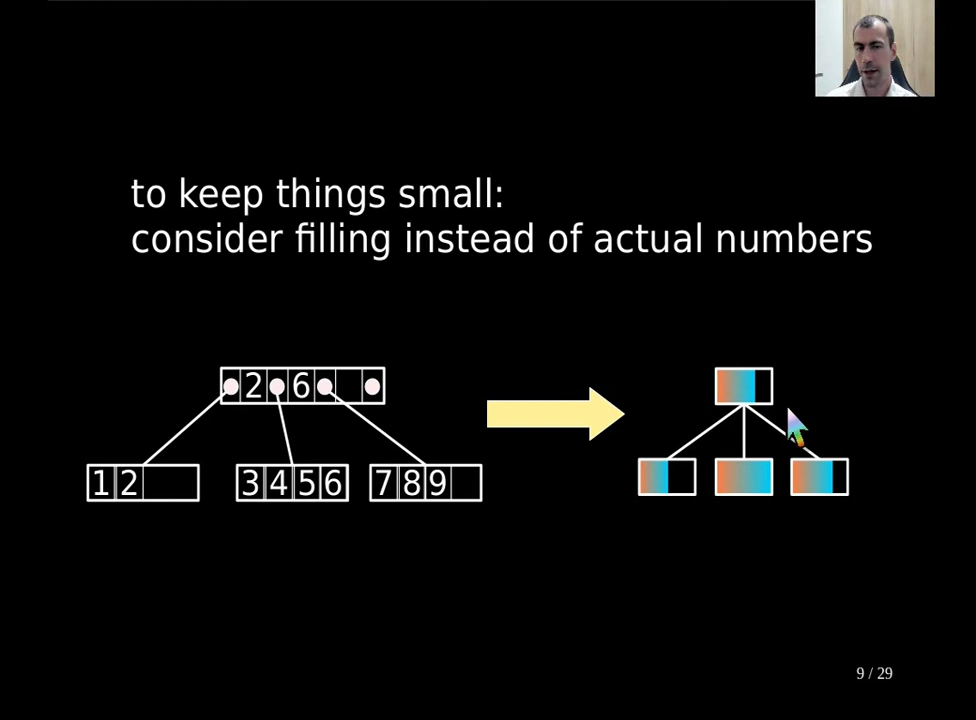 to keep things small:
consider filling instead of actual numbers
2 6
1 2
3 4 5 6
7 8 9
9 / 29